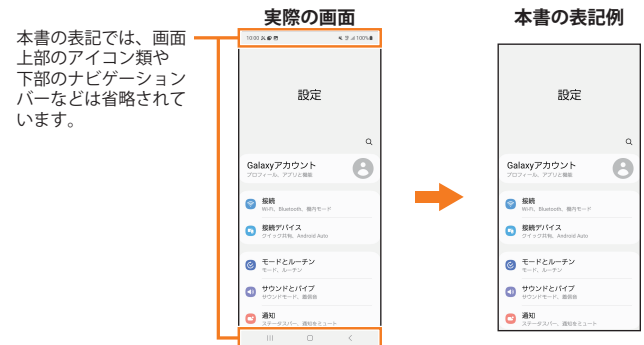 実際の画面
本書の表記例
本書の表記では、画面
上部のアイコン類や
下部のナビゲーション
バーなどは省略されて
います。
10:00
100%
設定
Galaxyアカウント
プロフィール、アプリと機能
接続
Wi-Fi、Bluetooth、機内モード
接続デバイス
クイック共有、Android Auto
モードとルーチン
モード、ルーチン
サウンドとバイブ
サウンドモード、着信音
通知
ステータスバー、通知をミュート
設定
Galaxyアカウント
プロフィール、アプリと機能
接続
Wi-Fi、Bluetooth、機内モード
接続デバイス
クイック共有、Android Auto
モードとルーチン
モード、ルーチン
サウンドとバイブ
サウンドモード、着信音
通知
ステータスバー、通知をミュート